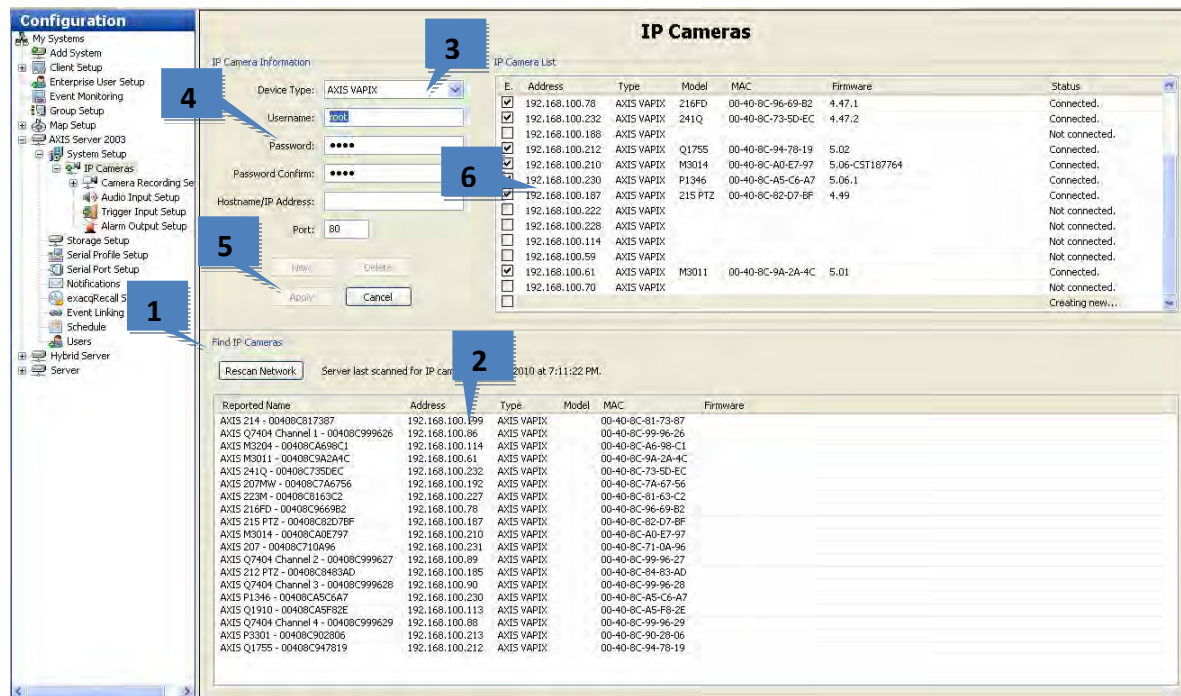 Configuration
My Systems
Add System
Client Setup
Enterprise User Setup
Event Monitoring
Group Setup
Map Setup
AXIS Server 2003
System Setup
IP Cameras
Camera Recording Se
Audio Input Setup
Trigger Input Setup
Alarm Output Setup
Storage Setup
Serial Profile Setup
Serial Port Setup
Notifications
exacqRecall S
Event Linking
Schedule
Users
Hybrid Server
Server
IP Cameras
IP Camera Information
3
Device Type: AXIS VAPIX
4
Username: root
Password: ••••
Password Confirm: ••••
Hostname/IP Address:
Port: 80
5
New Delete
Apply Cancel
IP Camera List
E. Address Type Model MAC Firmware Status
192.168.100.78 AXIS VAPIX 216FD 00-40-8C-96-69-B2 4.47.1 Connected.
192.168.100.232 AXIS VAPIX 241Q 00-40-8C-73-5D-EC 4.47.2 Connected.
192.168.100.188 AXIS VAPIX Not connected.
192.168.100.212 AXIS VAPIX Q1755 00-40-8C-94-78-19 5.02 Connected.
192.168.100.210 AXIS VAPIX M3014 00-40-8C-A0-E7-97 5.06-CST187764 Connected.
6
192.168.100.230 AXIS VAPIX P1346 00-40-8C-A5-C6-A7 5.06.1 Connected.
192.168.100.187 AXIS VAPIX 215 PTZ 00-40-8C-82-D7-BF 4.49 Connected.
192.168.100.222 AXIS VAPIX Not connected.
192.168.100.228 AXIS VAPIX Not connected.
192.168.100.114 AXIS VAPIX Not connected.
192.168.100.59 AXIS VAPIX Not connected.
192.168.100.61 AXIS VAPIX M3011 00-40-8C-9A-2A-4C 5.01 Connected.
192.168.100.70 AXIS VAPIX Not connected.
Creating new...
1
Find IP Cameras
2
Rescan Network Server last scanned for IP cam 2010 at 7:11:22 PM.
Reported Name Address Type Model MAC Firmware
AXIS 214 - 00408C817387 192.168.100.199 AXIS VAPIX 00-40-8C-81-73-87
AXIS Q7404 Channel 1 - 00408C999626 192.168.100.86 AXIS VAPIX 00-40-8C-99-96-26
AXIS M3204 - 00408CA698C1 192.168.100.114 AXIS VAPIX 00-40-8C-A6-98-C1
AXIS M3011 - 00408C9A2A4C 192.168.100.61 AXIS VAPIX 00-40-8C-9A-2A-4C
AXIS 241Q - 00408C735DEC 192.168.100.232 AXIS VAPIX 00-40-8C-73-5D-EC
AXIS 207MW - 00408C7A6756 192.168.100.192 AXIS VAPIX 00-40-8C-7A-67-56
AXIS 223M - 00408C8163C2 192.168.100.227 AXIS VAPIX 00-40-8C-81-63-C2
AXIS 216FD - 00408C9669B2 192.168.100.78 AXIS VAPIX 00-40-8C-96-69-B2
AXIS 215 PTZ - 00408C82D7BF 192.168.100.187 AXIS VAPIX 00-40-8C-82-D7-BF
AXIS M3014 - 00408CA0E797 192.168.100.210 AXIS VAPIX 00-40-8C-A0-E7-97
AXIS 207 - 00408C710A96 192.168.100.231 AXIS VAPIX 00-40-8C-71-0A-96
AXIS Q7404 Channel 2 - 00408C999627 192.168.100.89 AXIS VAPIX 00-40-8C-99-96-27
AXIS 212 PTZ - 00408C8483AD 192.168.100.185 AXIS VAPIX 00-40-8C-84-83-AD
AXIS Q7404 Channel 3 - 00408C999628 192.168.100.90 AXIS VAPIX 00-40-8C-99-96-28
AXIS P1346 - 00408CA5C6A7 192.168.100.230 AXIS VAPIX 00-40-8C-A5-C6-A7
AXIS Q1910 - 00408CA5F82E 192.168.100.113 AXIS VAPIX 00-40-8C-A5-F8-2E
AXIS Q7404 Channel 4 - 00408C999629 192.168.100.88 AXIS VAPIX 00-40-8C-99-96-29
AXIS P3301 - 00408C902806 192.168.100.213 AXIS VAPIX 00-40-8C-90-28-06
AXIS Q1755 - 00408C947819 192.168.100.212 AXIS VAPIX 00-40-8C-94-78-19